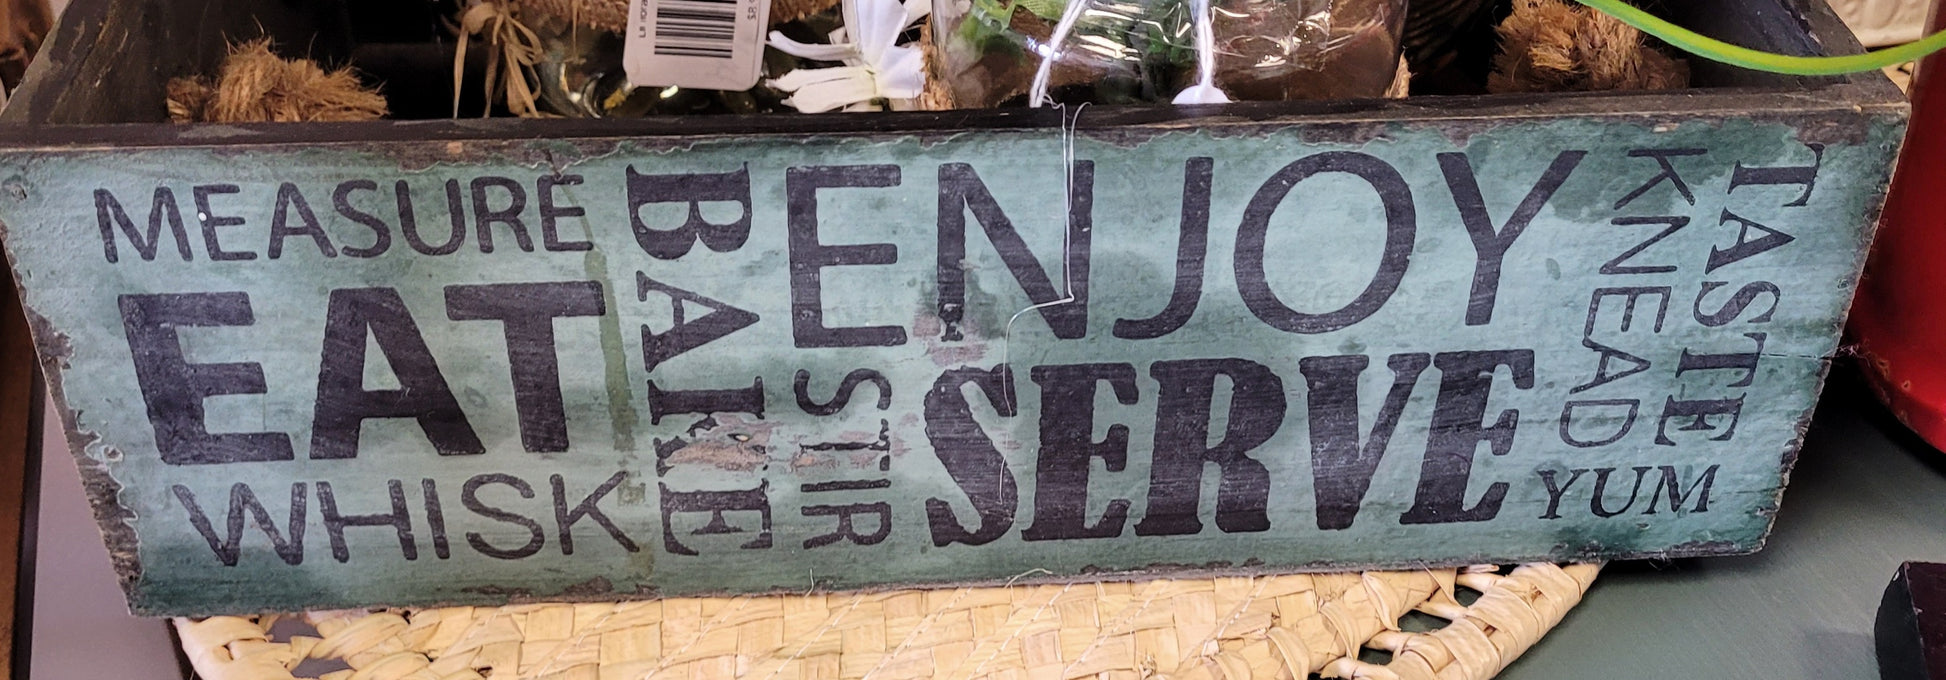 MEASURE
EAT
WHISK
BAKE
ENJOY
STIR
SERVE
KNEAD
TASTE
YUM